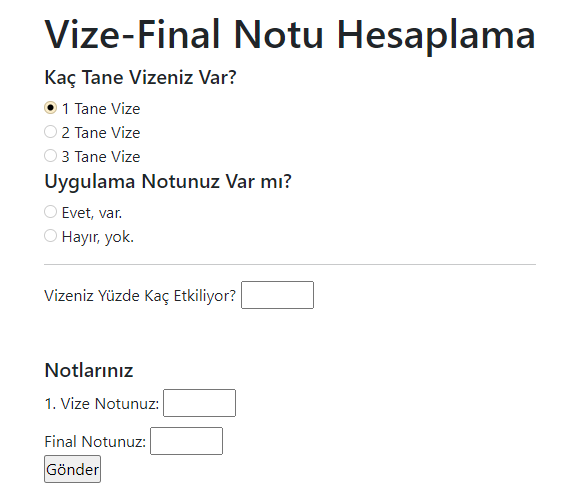 Vize-Final Notu Hesaplama
Kaç Tane Vizeniz Var?
1 Tane Vize
2 Tane Vize
3 Tane Vize
Uygulama Notunuz Var mı?
Evet, var.
Hayır, yok.
Vizeniz Yüzde Kaç Etkiliyor?
Notlarınız
1. Vize Notunuz:
Final Notunuz:
Gönder